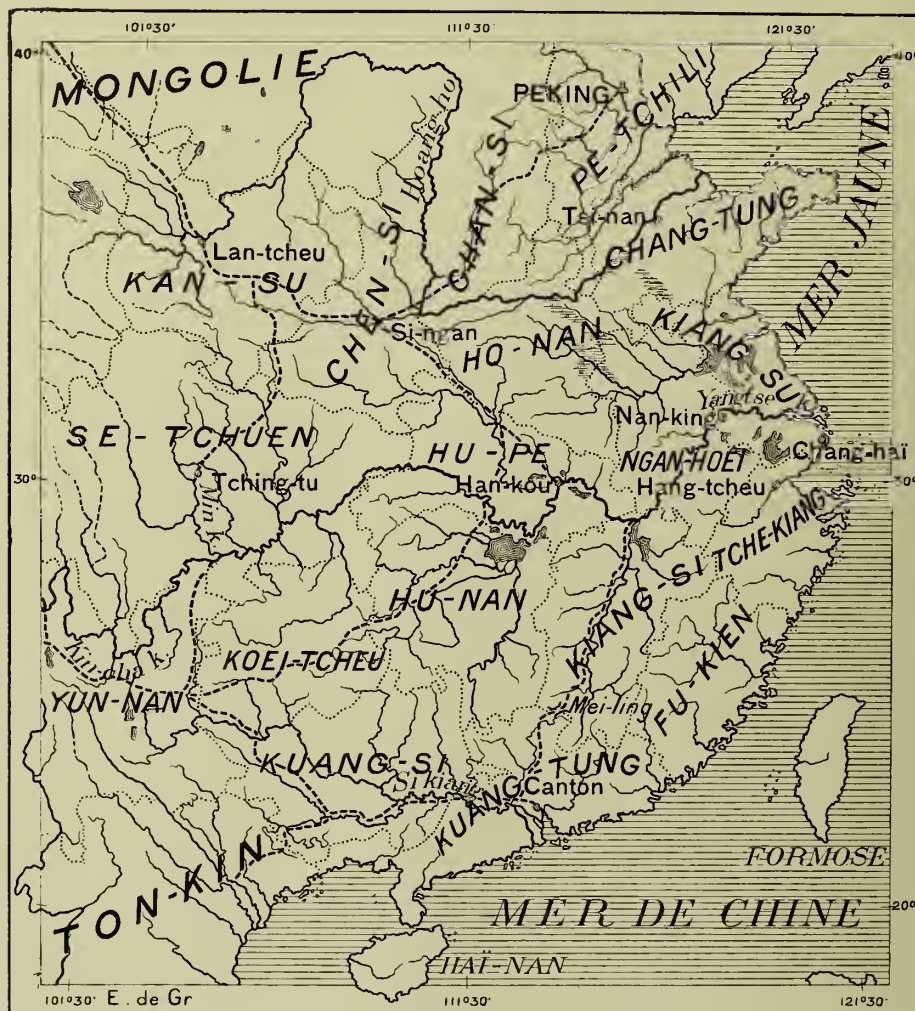 101°30'
111°30'
121°30'
40°
40°
MONGOLIE
PEKING
PE-TCHILI
Hoang-ho
CHAN-SI
Tsi-nan
CHANG-TUNG
MER JAUNE
Lan-tcheu
KAN-SU
CHEN-SI
Si-ngan
HO-NAN
KIANG-SU
Nan-king
Yangtse
SE-TCHUEN
Tching-tu
Min
HU-PE
Han-kou
NGAN-HOEÏ
Chang-haï
Hang-tcheu
30°
30°
TCHE-KIANG
KIANG-SI
HU-NAN
KOEI-TCHEU
FU-KIEN
YUN-NAN
Mei-ling
KUANG-SI
Si kiang
KUANG-TUNG
Canton
TON-KIN
FORMOSE
20°
MER DE CHINE
HAÏ-NAN
101°30' E. de Gr
111°30'
121°30'